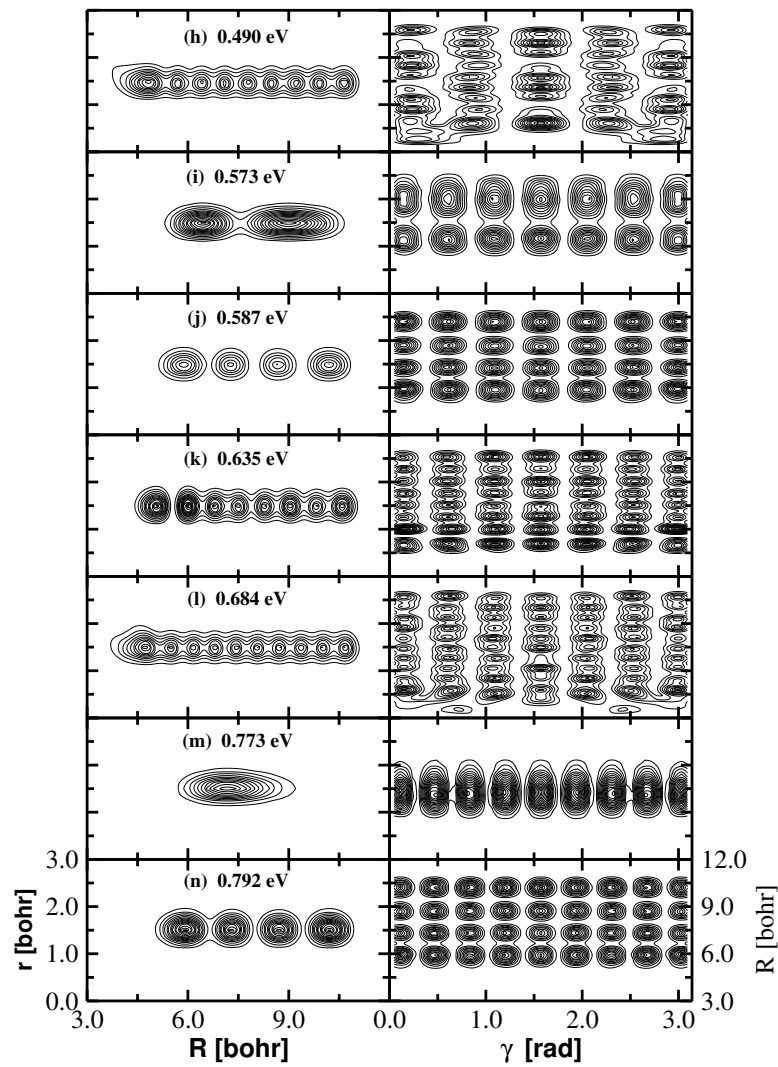 (h) 0.490 eV
(i) 0.573 eV
(j) 0.587 eV
(k) 0.635 eV
(l) 0.684 eV
(m) 0.773 eV
(n) 0.792 eV
3.0
2.0
1.0
0.0
r [bohr]
12.0
9.0
6.0
3.0
R [bohr]
3.0 6.0 9.0 0.0 1.0 2.0 3.0
R [bohr] γ [rad]